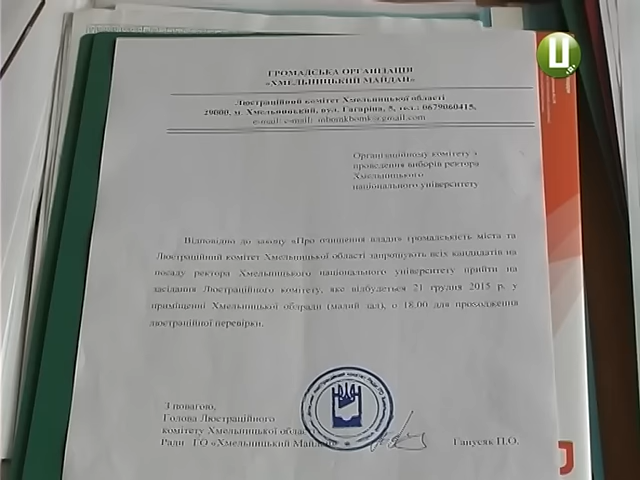 ГРОМАДСЬКА ОРГАНІЗАЦІЯ
«ХМЕЛЬНИЦЬКИЙ МАЙДАН»
Люстраційний комітет Хмельницької області
29000, м. Хмельницький, вул. Гагаріна, 5, тел.: 0679060415,
e-mail: e-mail: mbomkbomk@gmail.com
Організаційному комітету з
проведення виборів ректора
Хмельницького
національного університету
Відповідно до закону «Про очищення влади» громадськість міста та
Люстраційний комітет Хмельницької області запрошують всіх кандидатів на
посаду ректора Хмельницького національного університету прийти на
засідання Люстраційного комітету, яке відбудеться 21 грудня 2015 р. у
приміщенні Хмельницької облради (малий зал), о 18.00 для проходження
люстраційної перевірки.
З повагою,
Голова Люстраційного
комітету Хмельницької області
Ради ГО «Хмельницький Майдан» Ганусяк П.О.